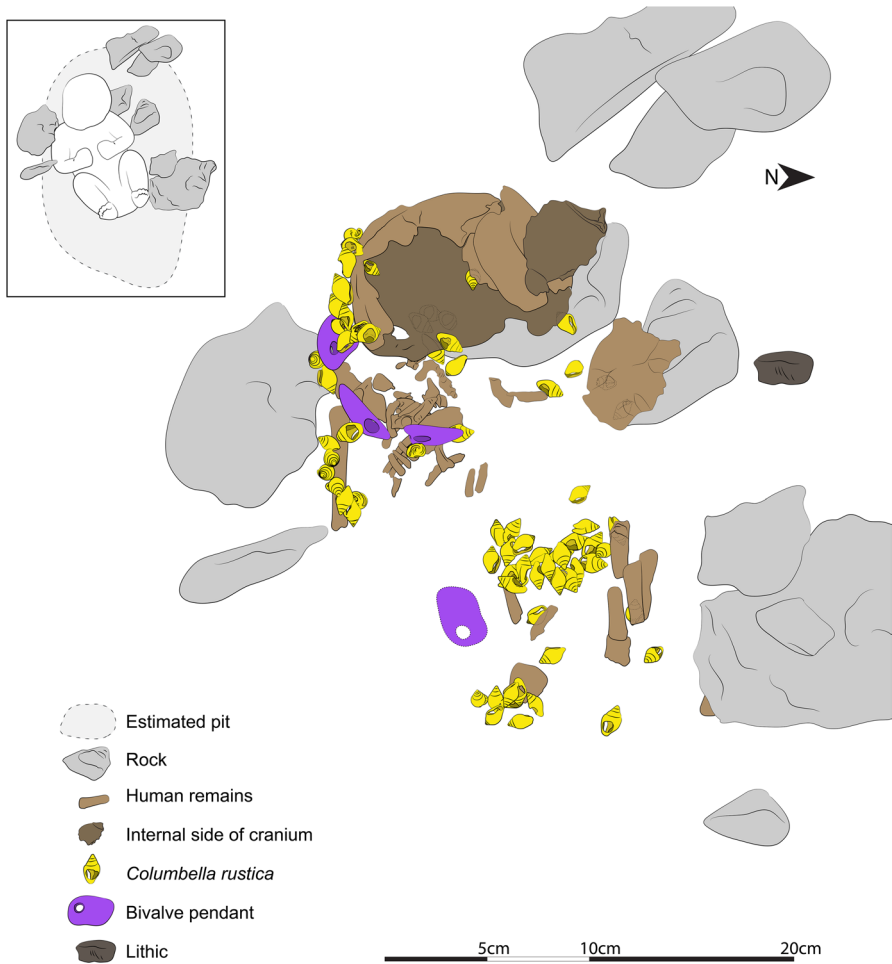 N
Estimated pit
Rock
Human remains
Internal side of cranium
Columbella rustica
Bivalve pendant
Lithic
5cm 10cm 20cm